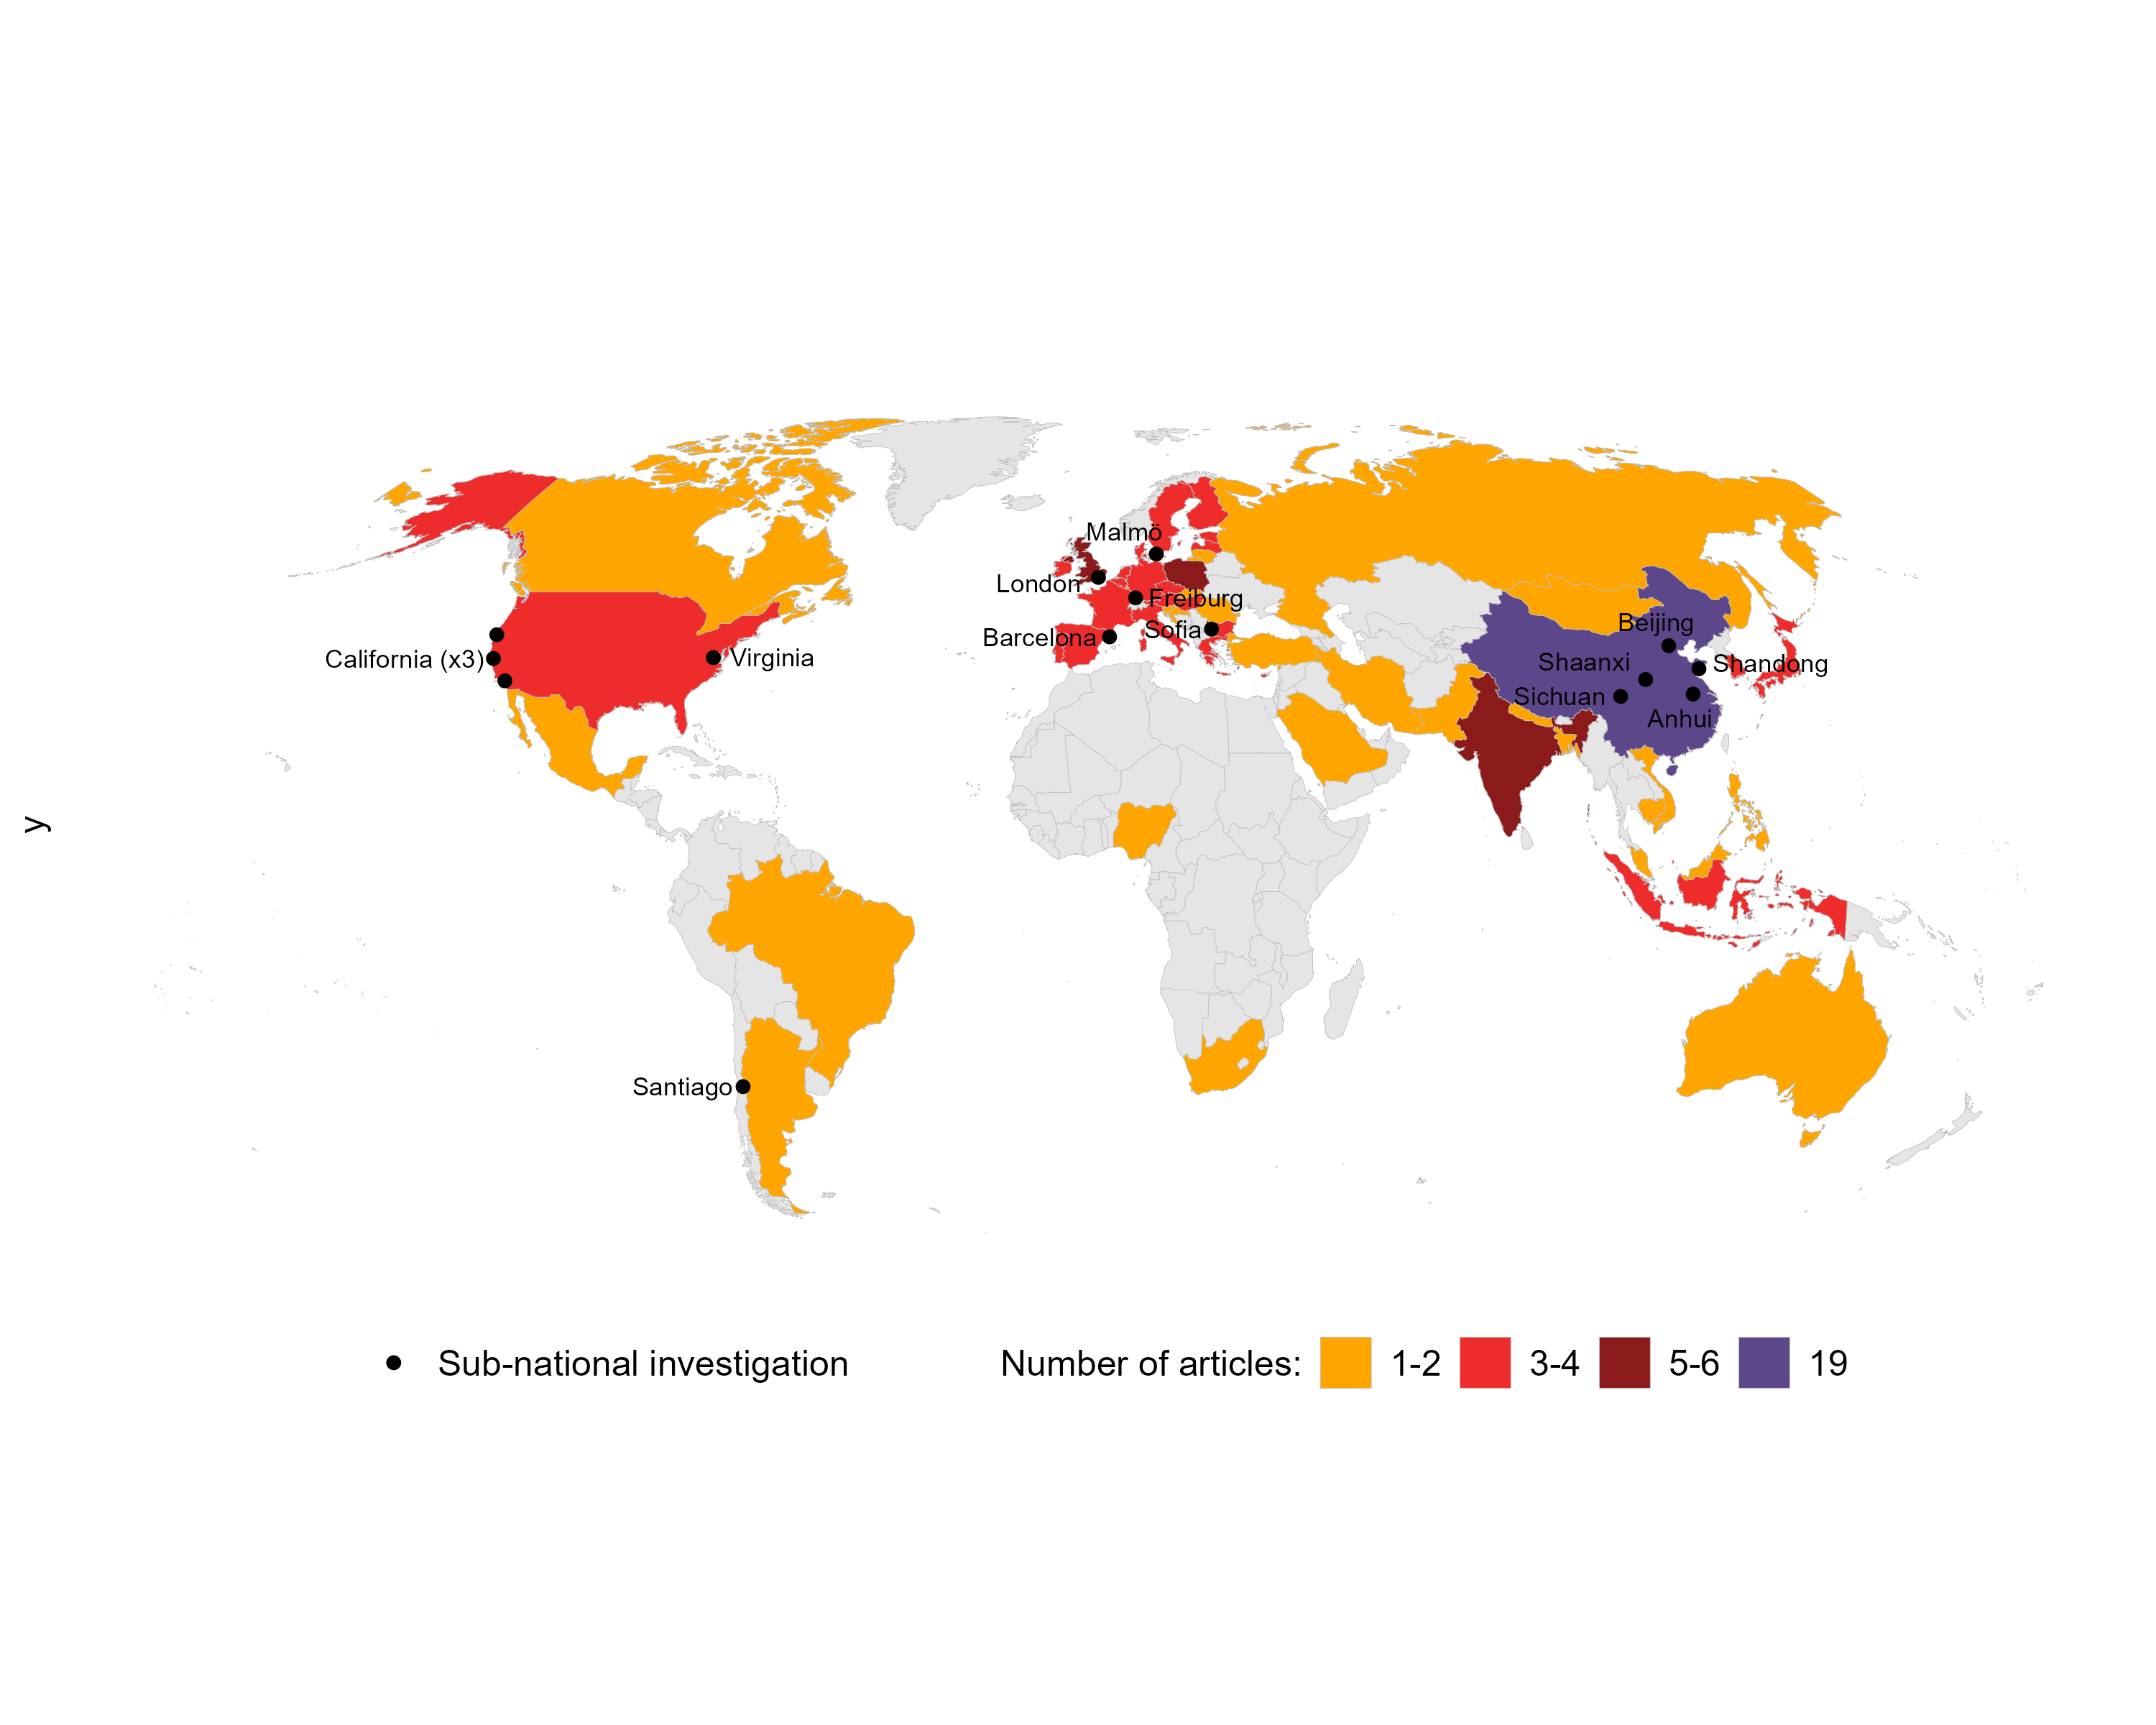 Malmö
London
Freiburg
Barcelona
Sofia
Beijing
California (x3)
Virginia
Shaanxi
Shandong
Sichuan
Anhui
y
Santiago
Sub-national investigation
Number of articles:
1-2
3-4
5-6
19